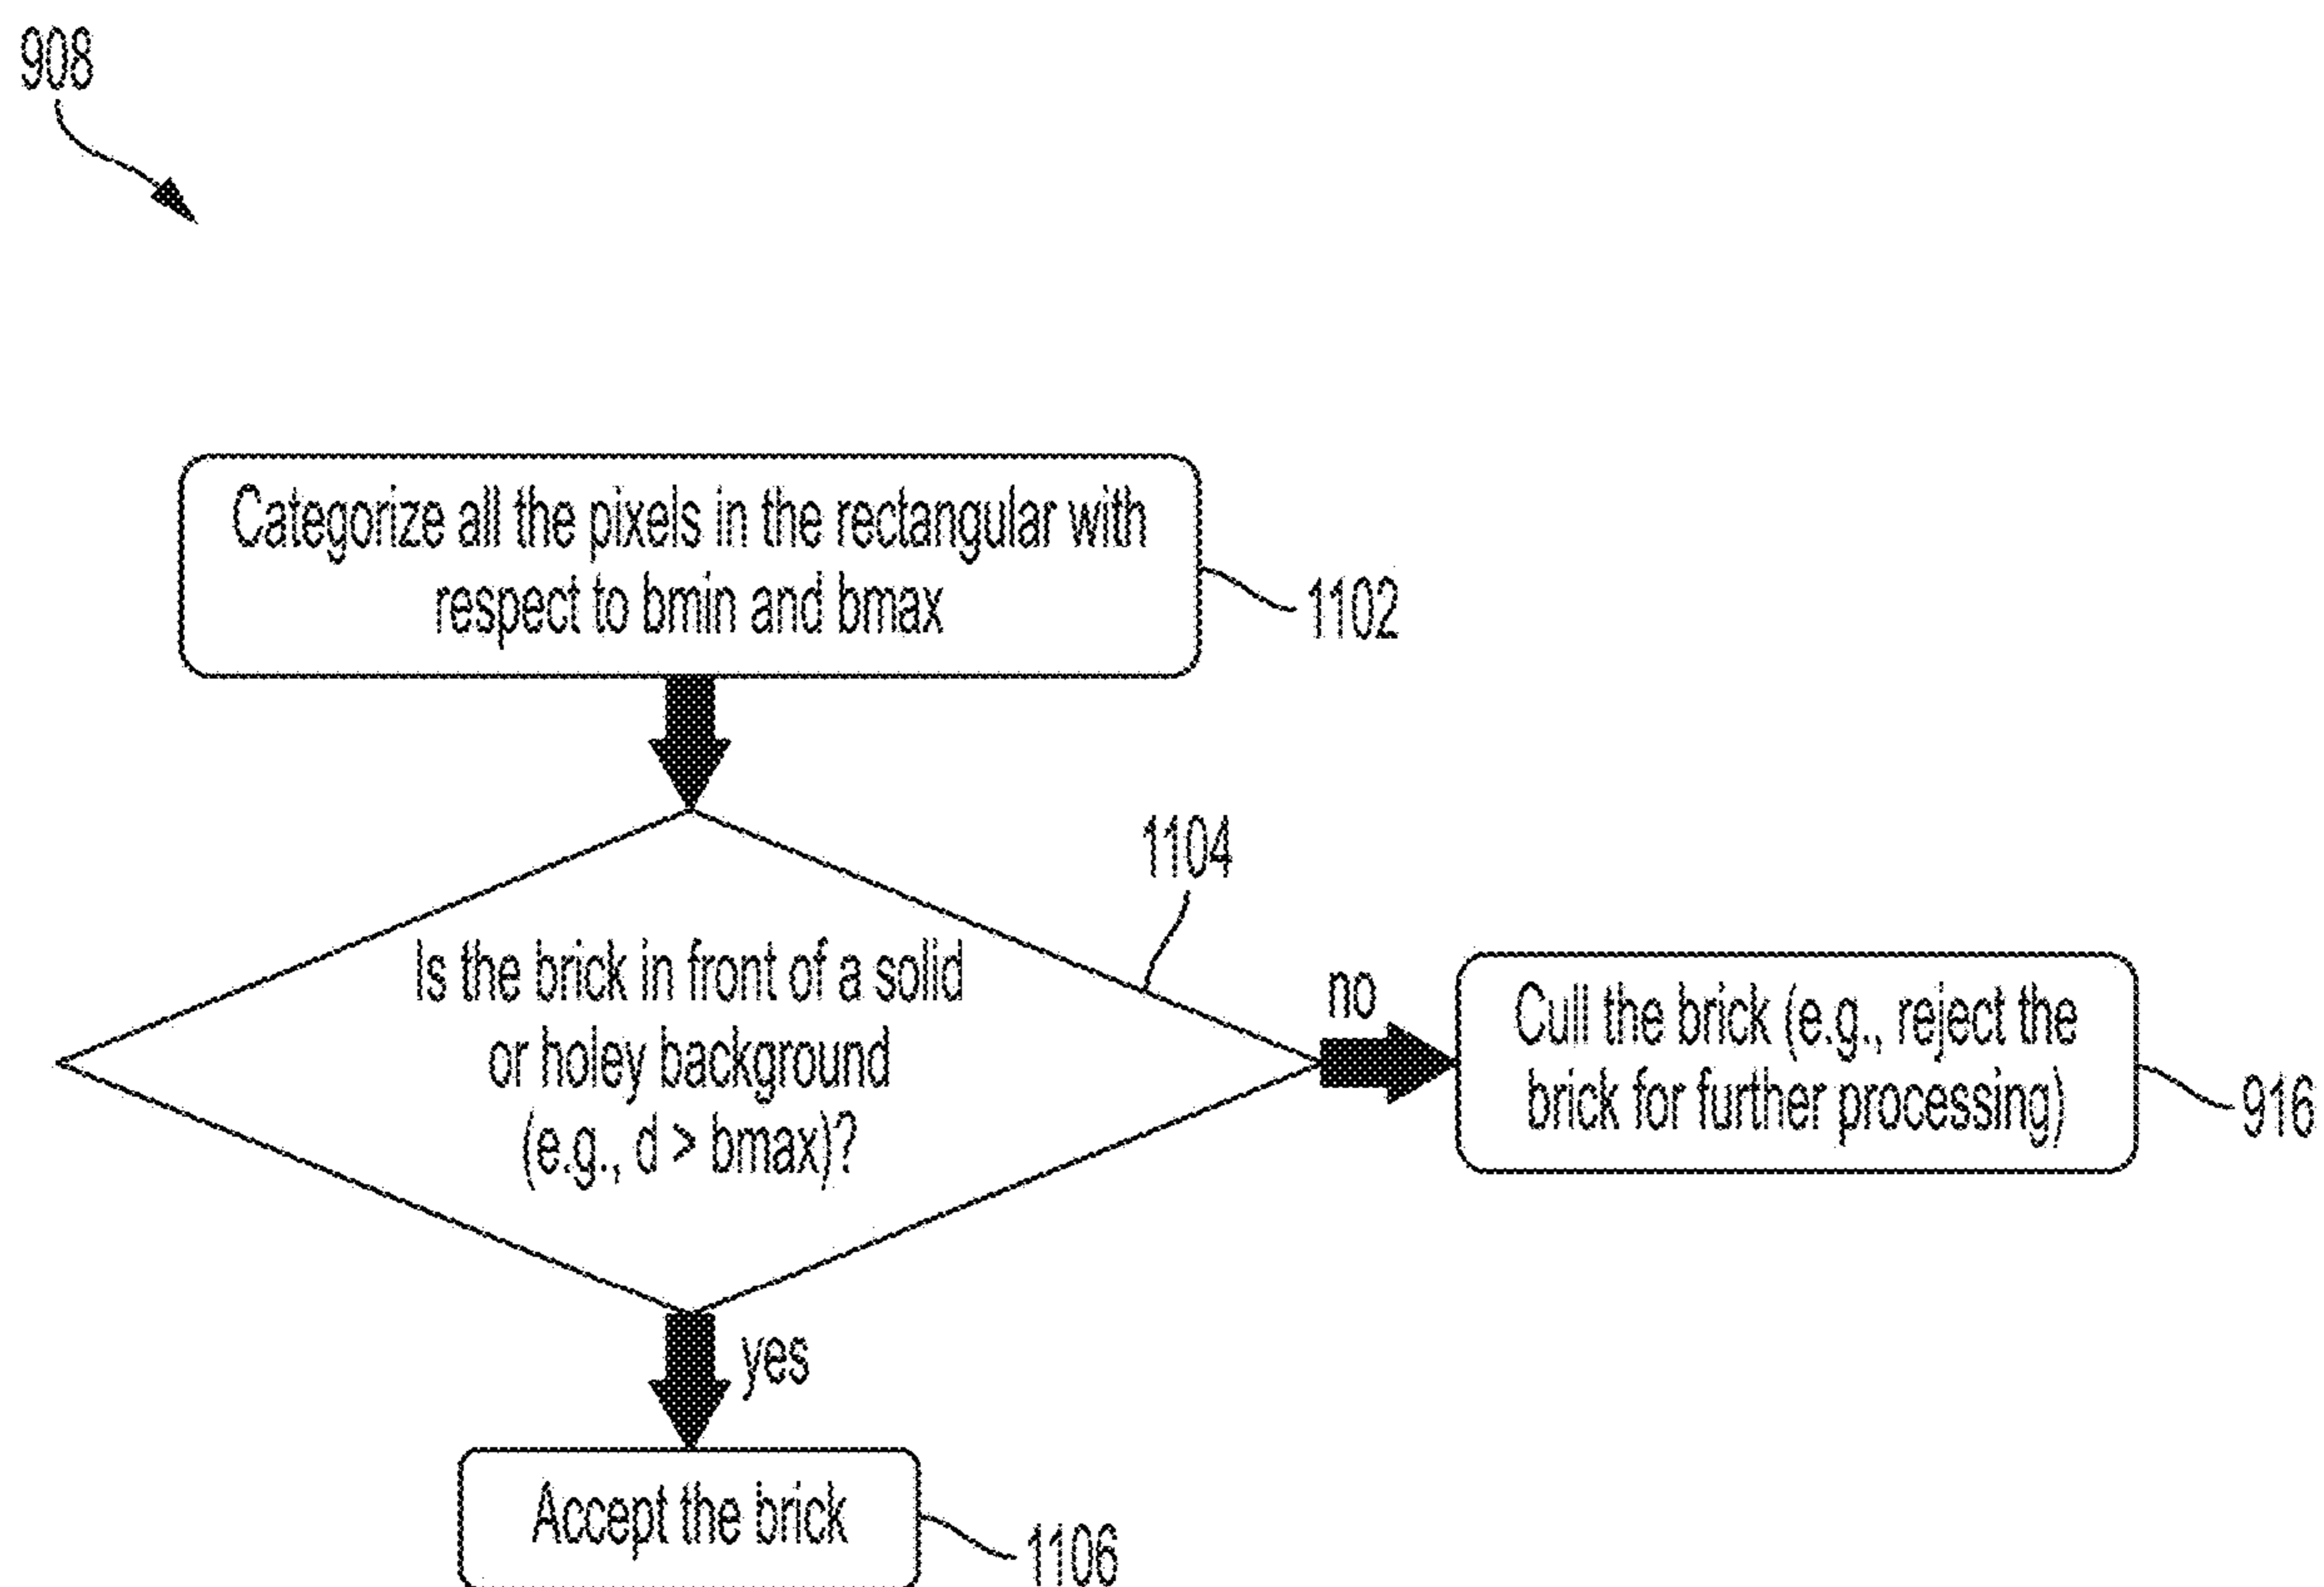 908
Categorize all the pixels in the rectangular with
respect to bmin and bmax
1102
1104
Is the brick in front of a solid
or holey background
(e.g., d > bmax)?
no
Cull the brick (e.g., reject the
brick for further processing)
916
yes
Accept the brick
1106